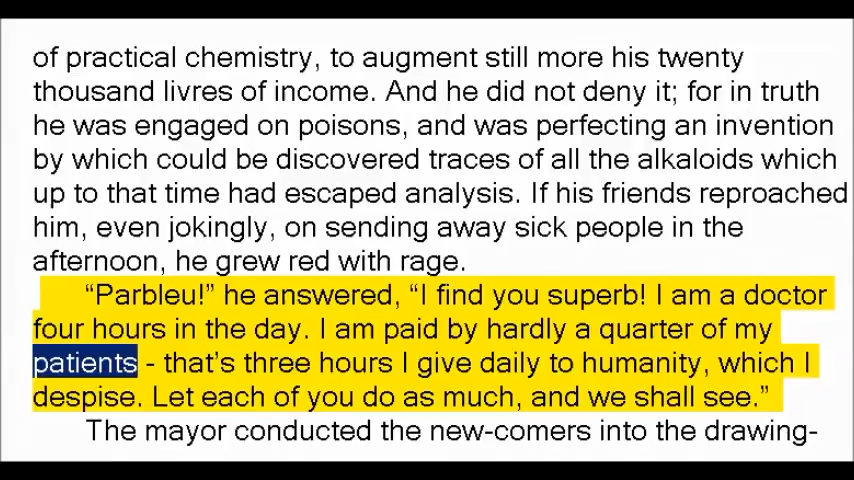 of practical chemistry, to augment still more his twenty
thousand livres of income. And he did not deny it; for in truth
he was engaged on poisons, and was perfecting an invention
by which could be discovered traces of all the alkaloids which
up to that time had escaped analysis. If his friends reproached
him, even jokingly, on sending away sick people in the
afternoon, he grew red with rage.
“Parbleu!” he answered, “I find you superb! I am a doctor
four hours in the day. I am paid by hardly a quarter of my
patients - that’s three hours I give daily to humanity, which I
despise. Let each of you do as much, and we shall see.”
The mayor conducted the new-comers into the drawing-